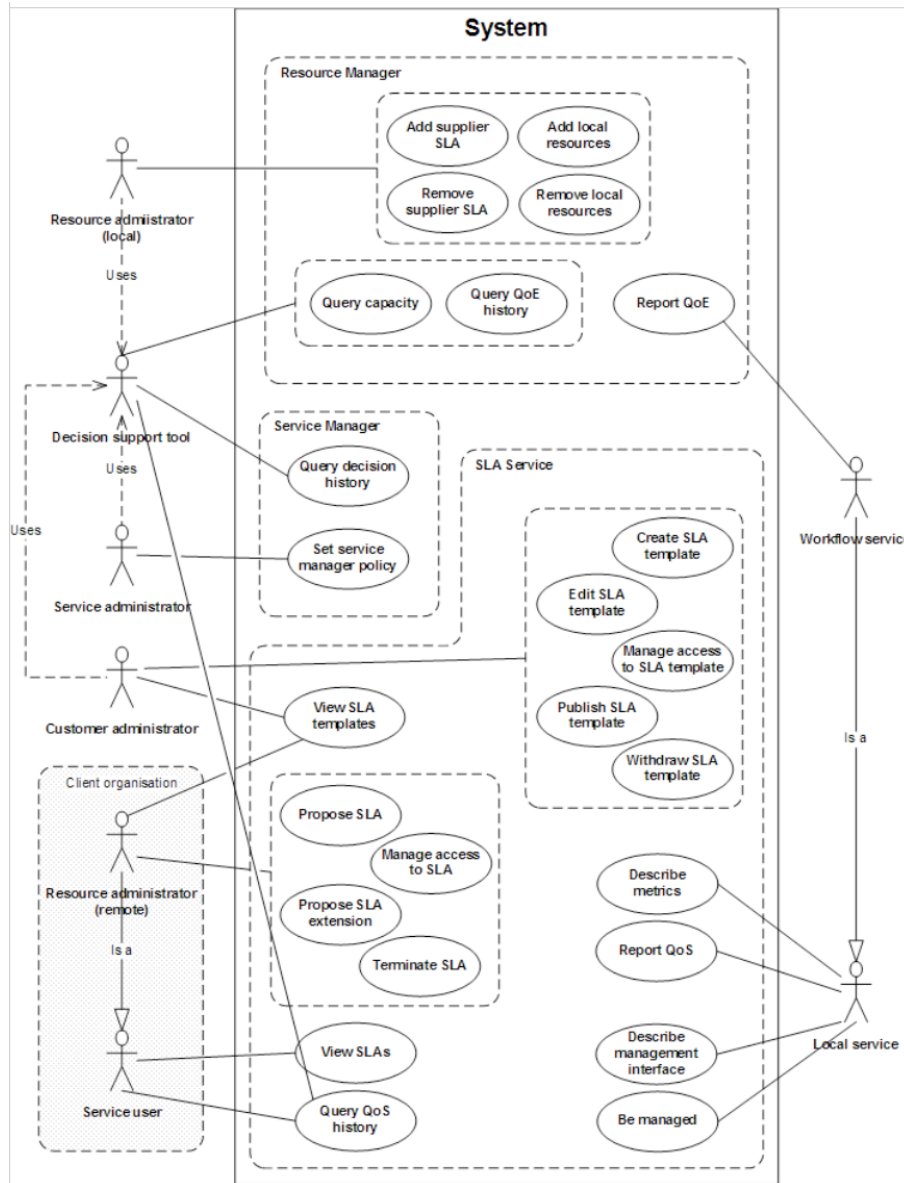 System
Resource Manager
Add supplier
SLA
Add local
resources
Remove
supplier SLA
Remove local
resources
Resource admiistrator
(local)
Uses
Query capacity
Query QoE
history
Report QoE
Decision support tool
Uses
Service Manager
Query decision
history
Set service
manager policy
Uses
Service administrator
SLA Service
Create SLA
template
Edit SLA
template
Manage access
to SLA template
Publish SLA
template
Withdraw SLA
template
Workflow service
Customer administrator
View SLA
templates
Is a
Client organisation
Resource administrator
(remote)
Is a
Service user
Propose SLA
Manage access
to SLA
Propose SLA
extension
Terminate SLA
Describe
metrics
Report QoS
View SLAs
Query QoS
history
Describe
management
interface
Be managed
Local service